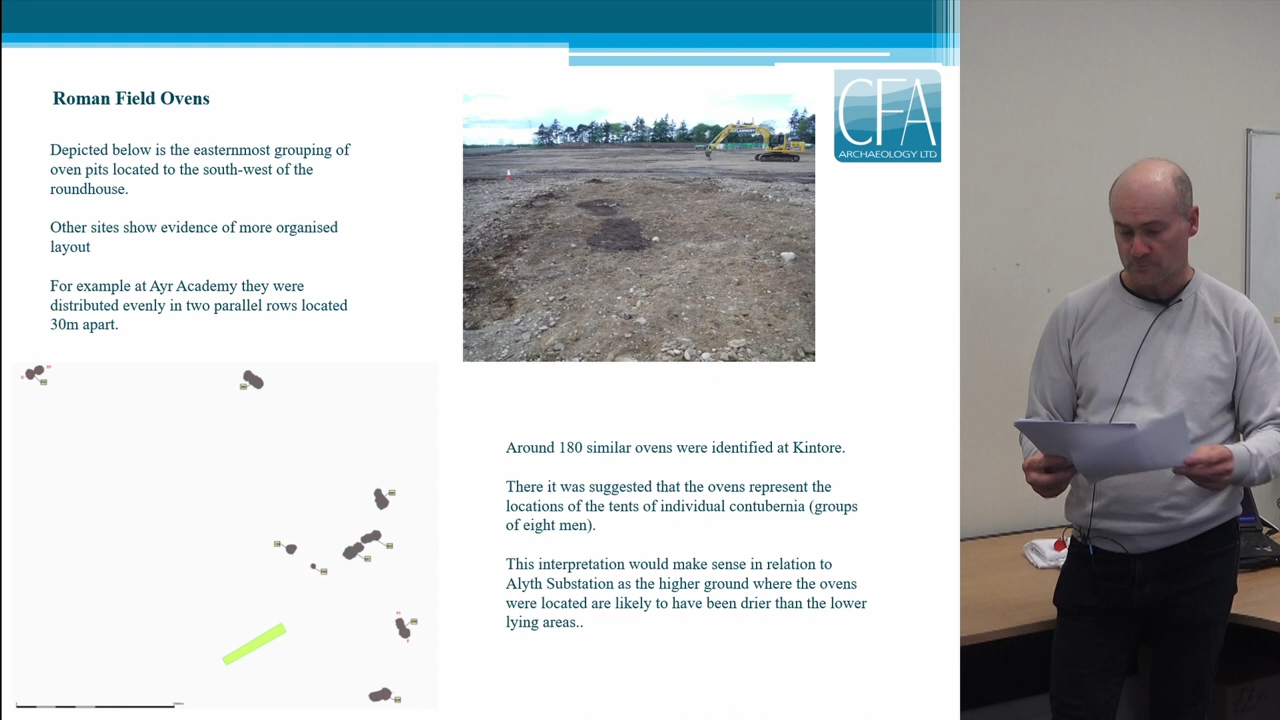 Roman Field Ovens
Depicted below is the easternmost grouping of
oven pits located to the south-west of the
roundhouse.
Other sites show evidence of more organised
layout
For example at Ayr Academy they were
distributed evenly in two parallel rows located
30m apart.
CFA
ARCHAEOLOGY LTD
Around 180 similar ovens were identified at Kintore.
There it was suggested that the ovens represent the
locations of the tents of individual contubernia (groups
of eight men).
This interpretation would make sense in relation to
Alyth Substation as the higher ground where the ovens
were located are likely to have been drier than the lower
lying areas..